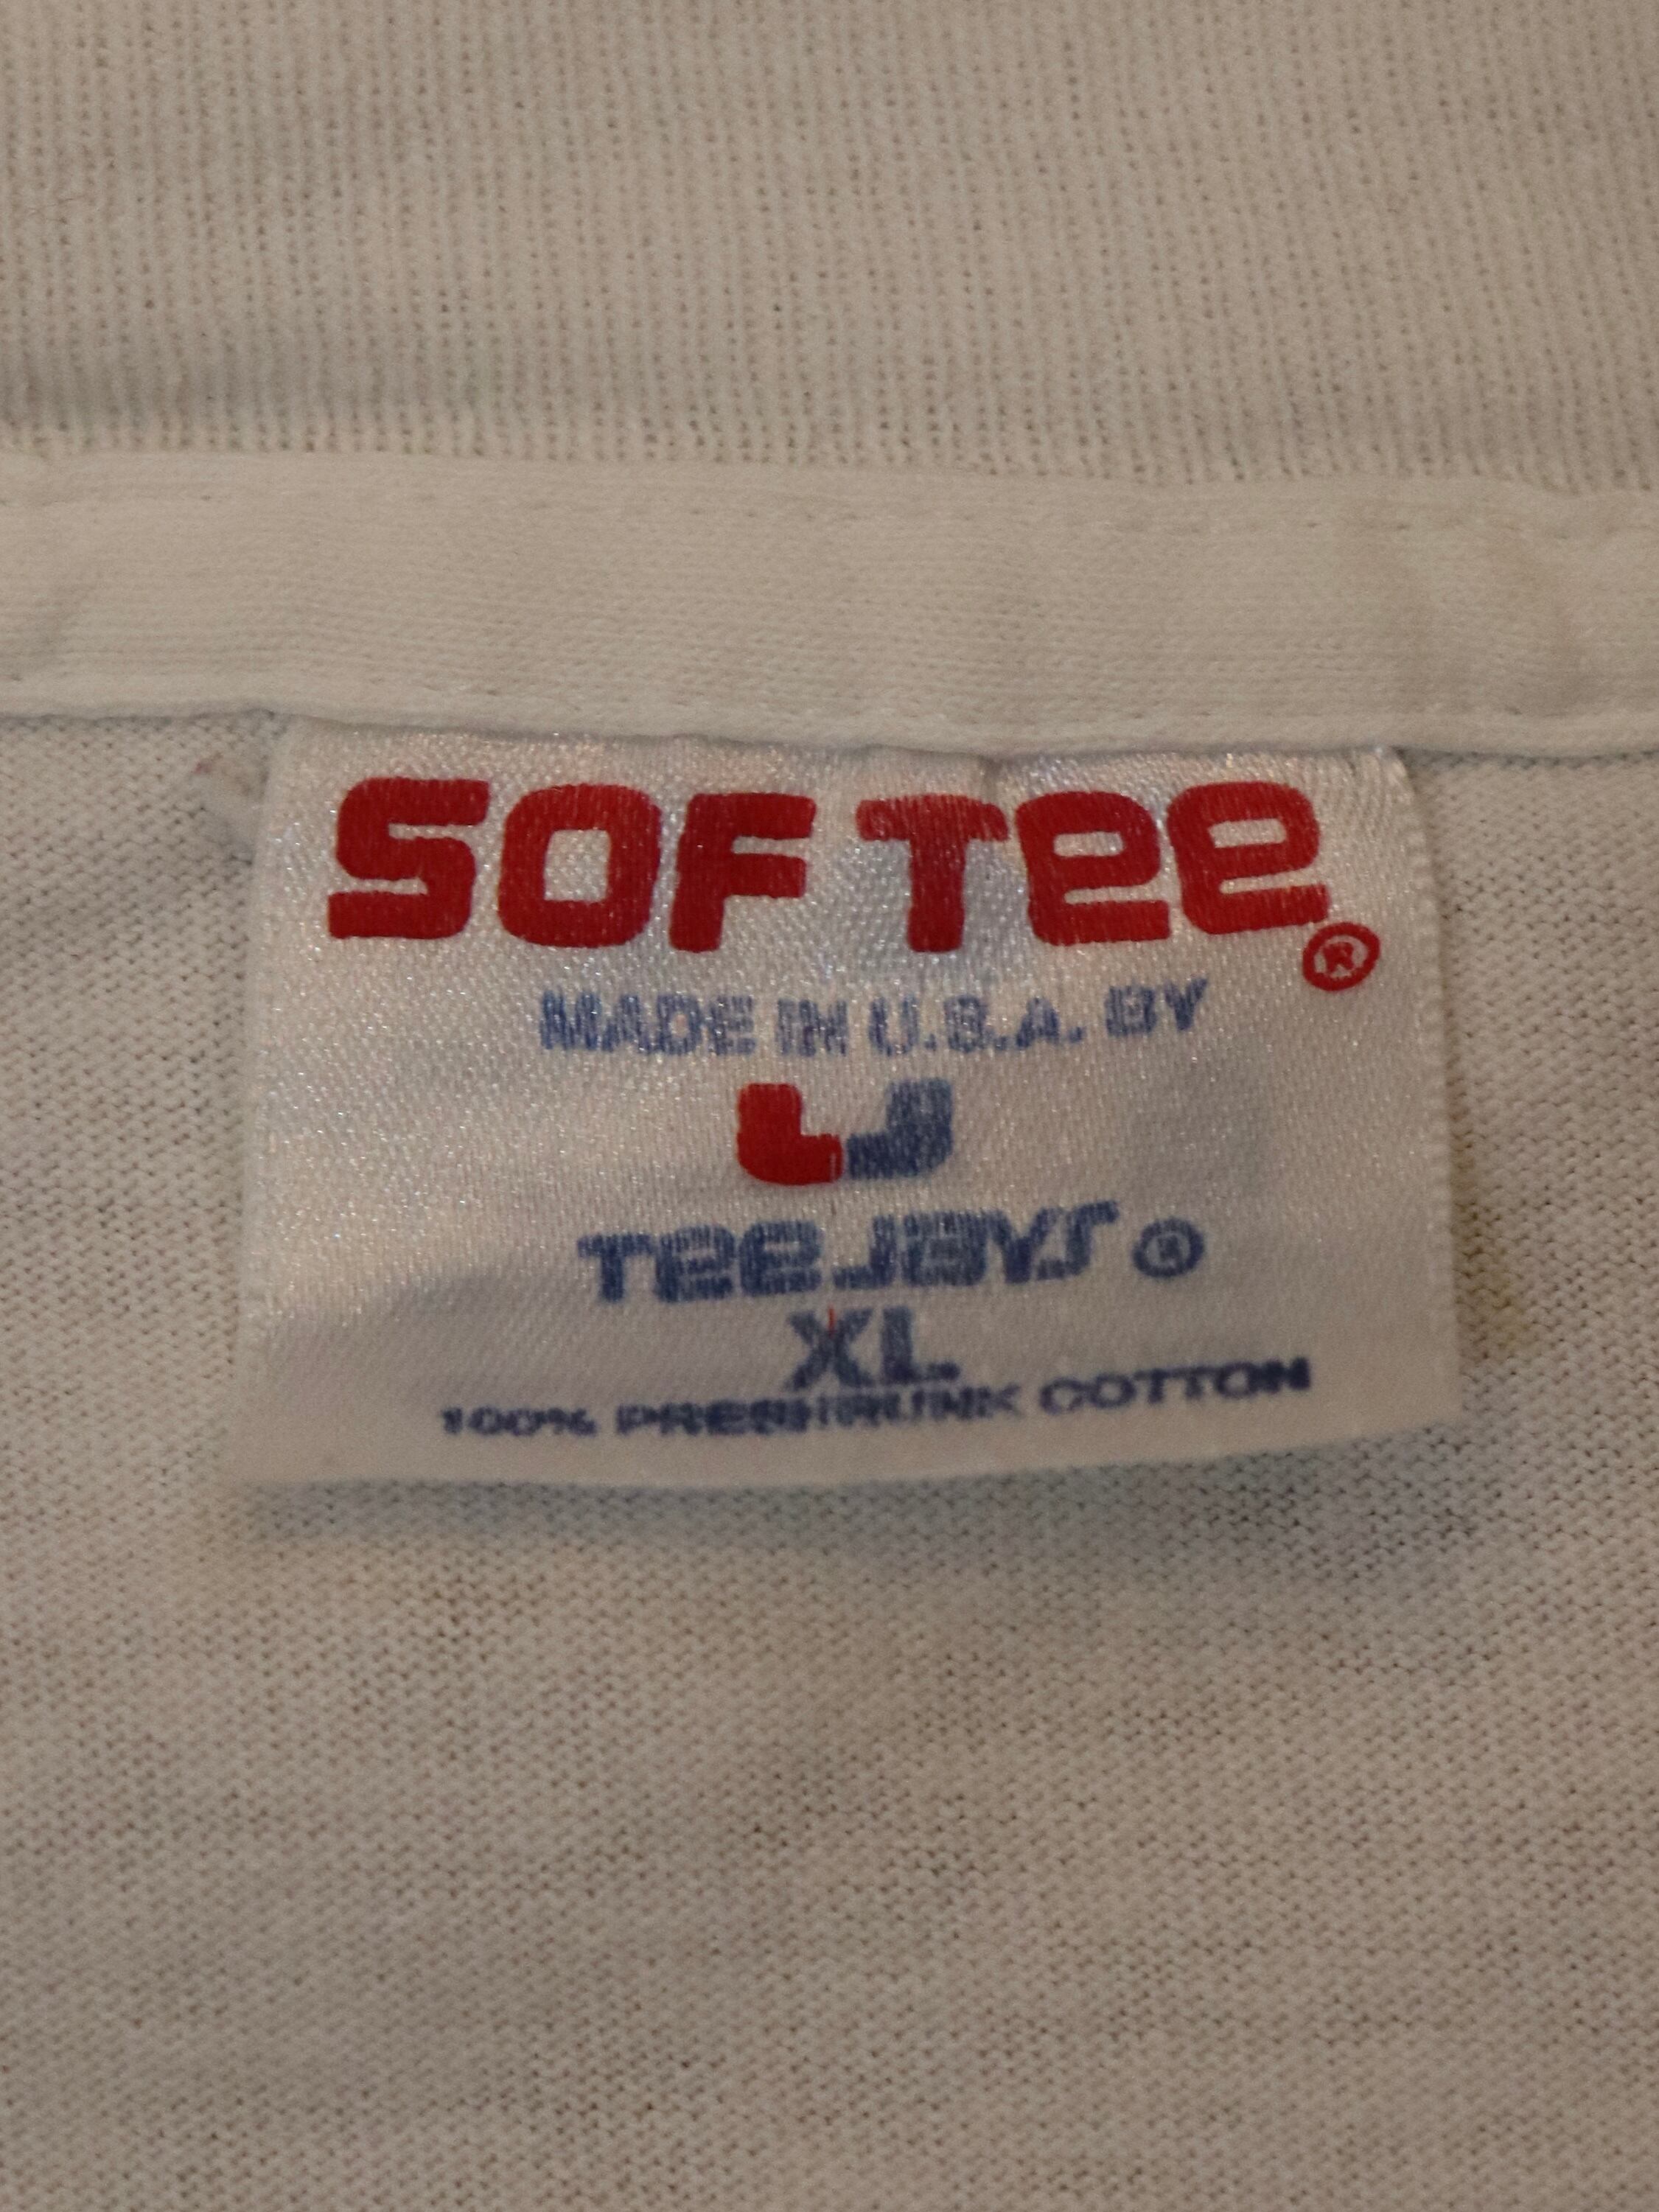 SOF TEE®
MADE IN U.S.A. BY
TEE JAYS®
XL
100% PRESHRUNK COTTON